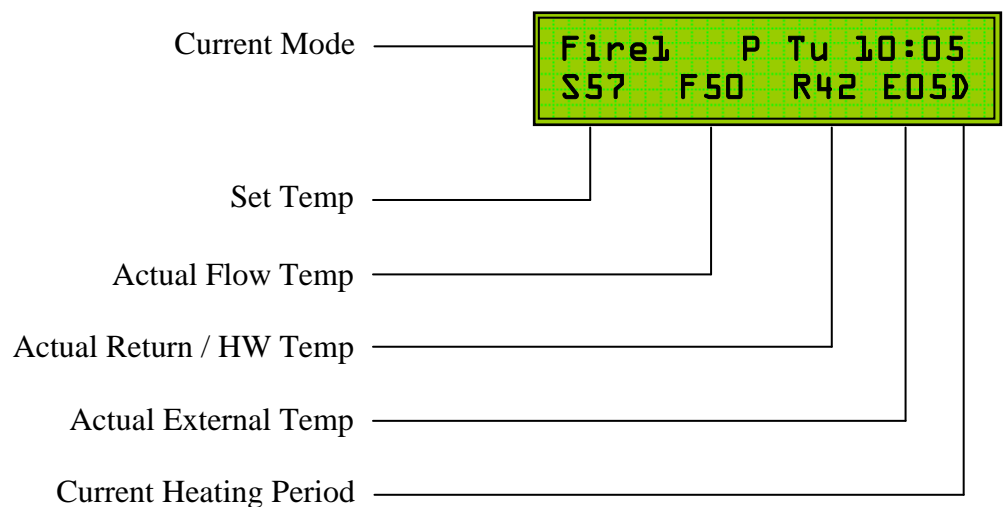 Current Mode
Fire1 P Tu 10:05
S57 F50 R42 E05D
Set Temp
Actual Flow Temp
Actual Return / HW Temp
Actual External Temp
Current Heating Period